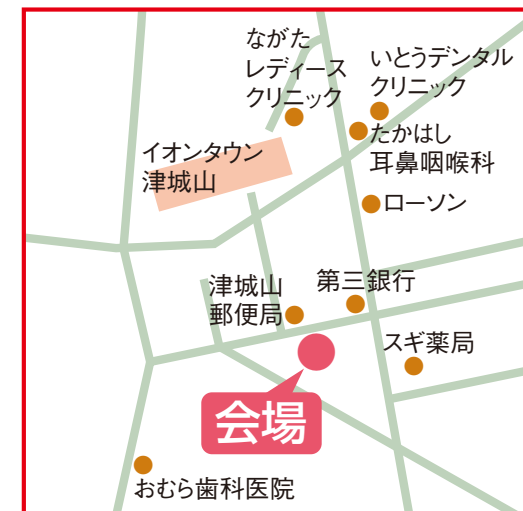 ながた
レディース
クリニック
いとうデンタル
クリニック
たかはし
耳鼻咽喉科
イオンタウン
津城山
ローソン
津城山
郵便局
第三銀行
スギ薬局
会場
おむら歯科医院